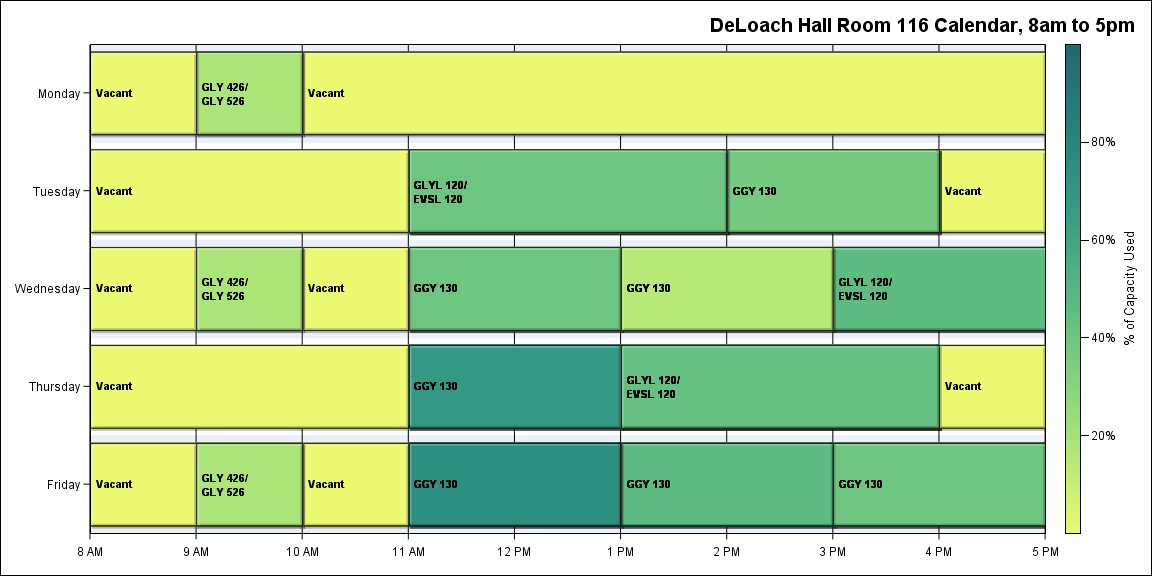 DeLoach Hall Room 116 Calendar, 8am to 5pm
Monday
Vacant
GLY 426/
GLY 526
Vacant
Tuesday
Vacant
GLYL 120/
EVSL 120
GGY 130
Vacant
Wednesday
Vacant
GLY 426/
GLY 526
Vacant
GGY 130
GGY 130
GLYL 120/
EVSL 120
Thursday
Vacant
GGY 130
GLYL 120/
EVSL 120
Vacant
Friday
Vacant
GLY 426/
GLY 526
Vacant
GGY 130
GGY 130
GGY 130
8 AM
9 AM
10 AM
11 AM
12 PM
1 PM
2 PM
3 PM
4 PM
5 PM
80%
60%
40%
20%
% of Capacity Used